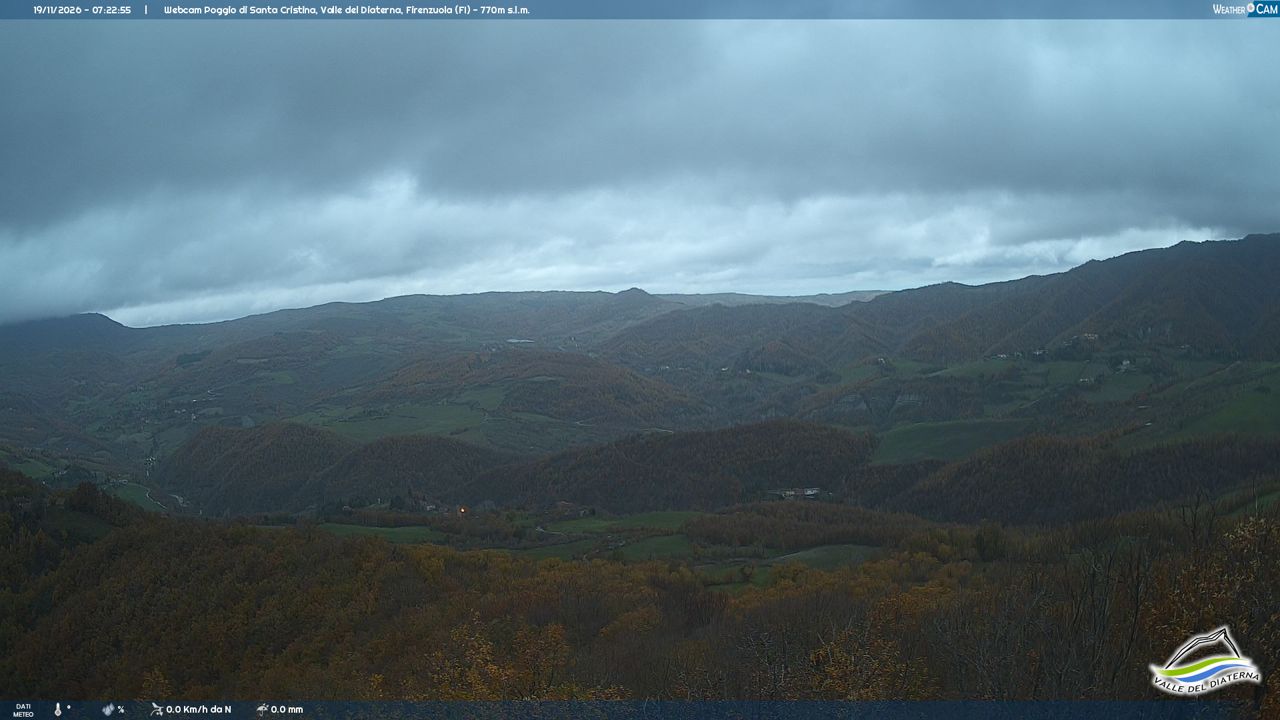 19/11/2026 - 07:22:55 | Webcam Poggio di Santa Cristina, Valle del Diaterna, Firenzuola (FI) - 770m s.l.m.
WEATHER CAM
VALLE DEL DIATERNA
DATI METEO ° % 0.0 Km/h da N 0.0 mm